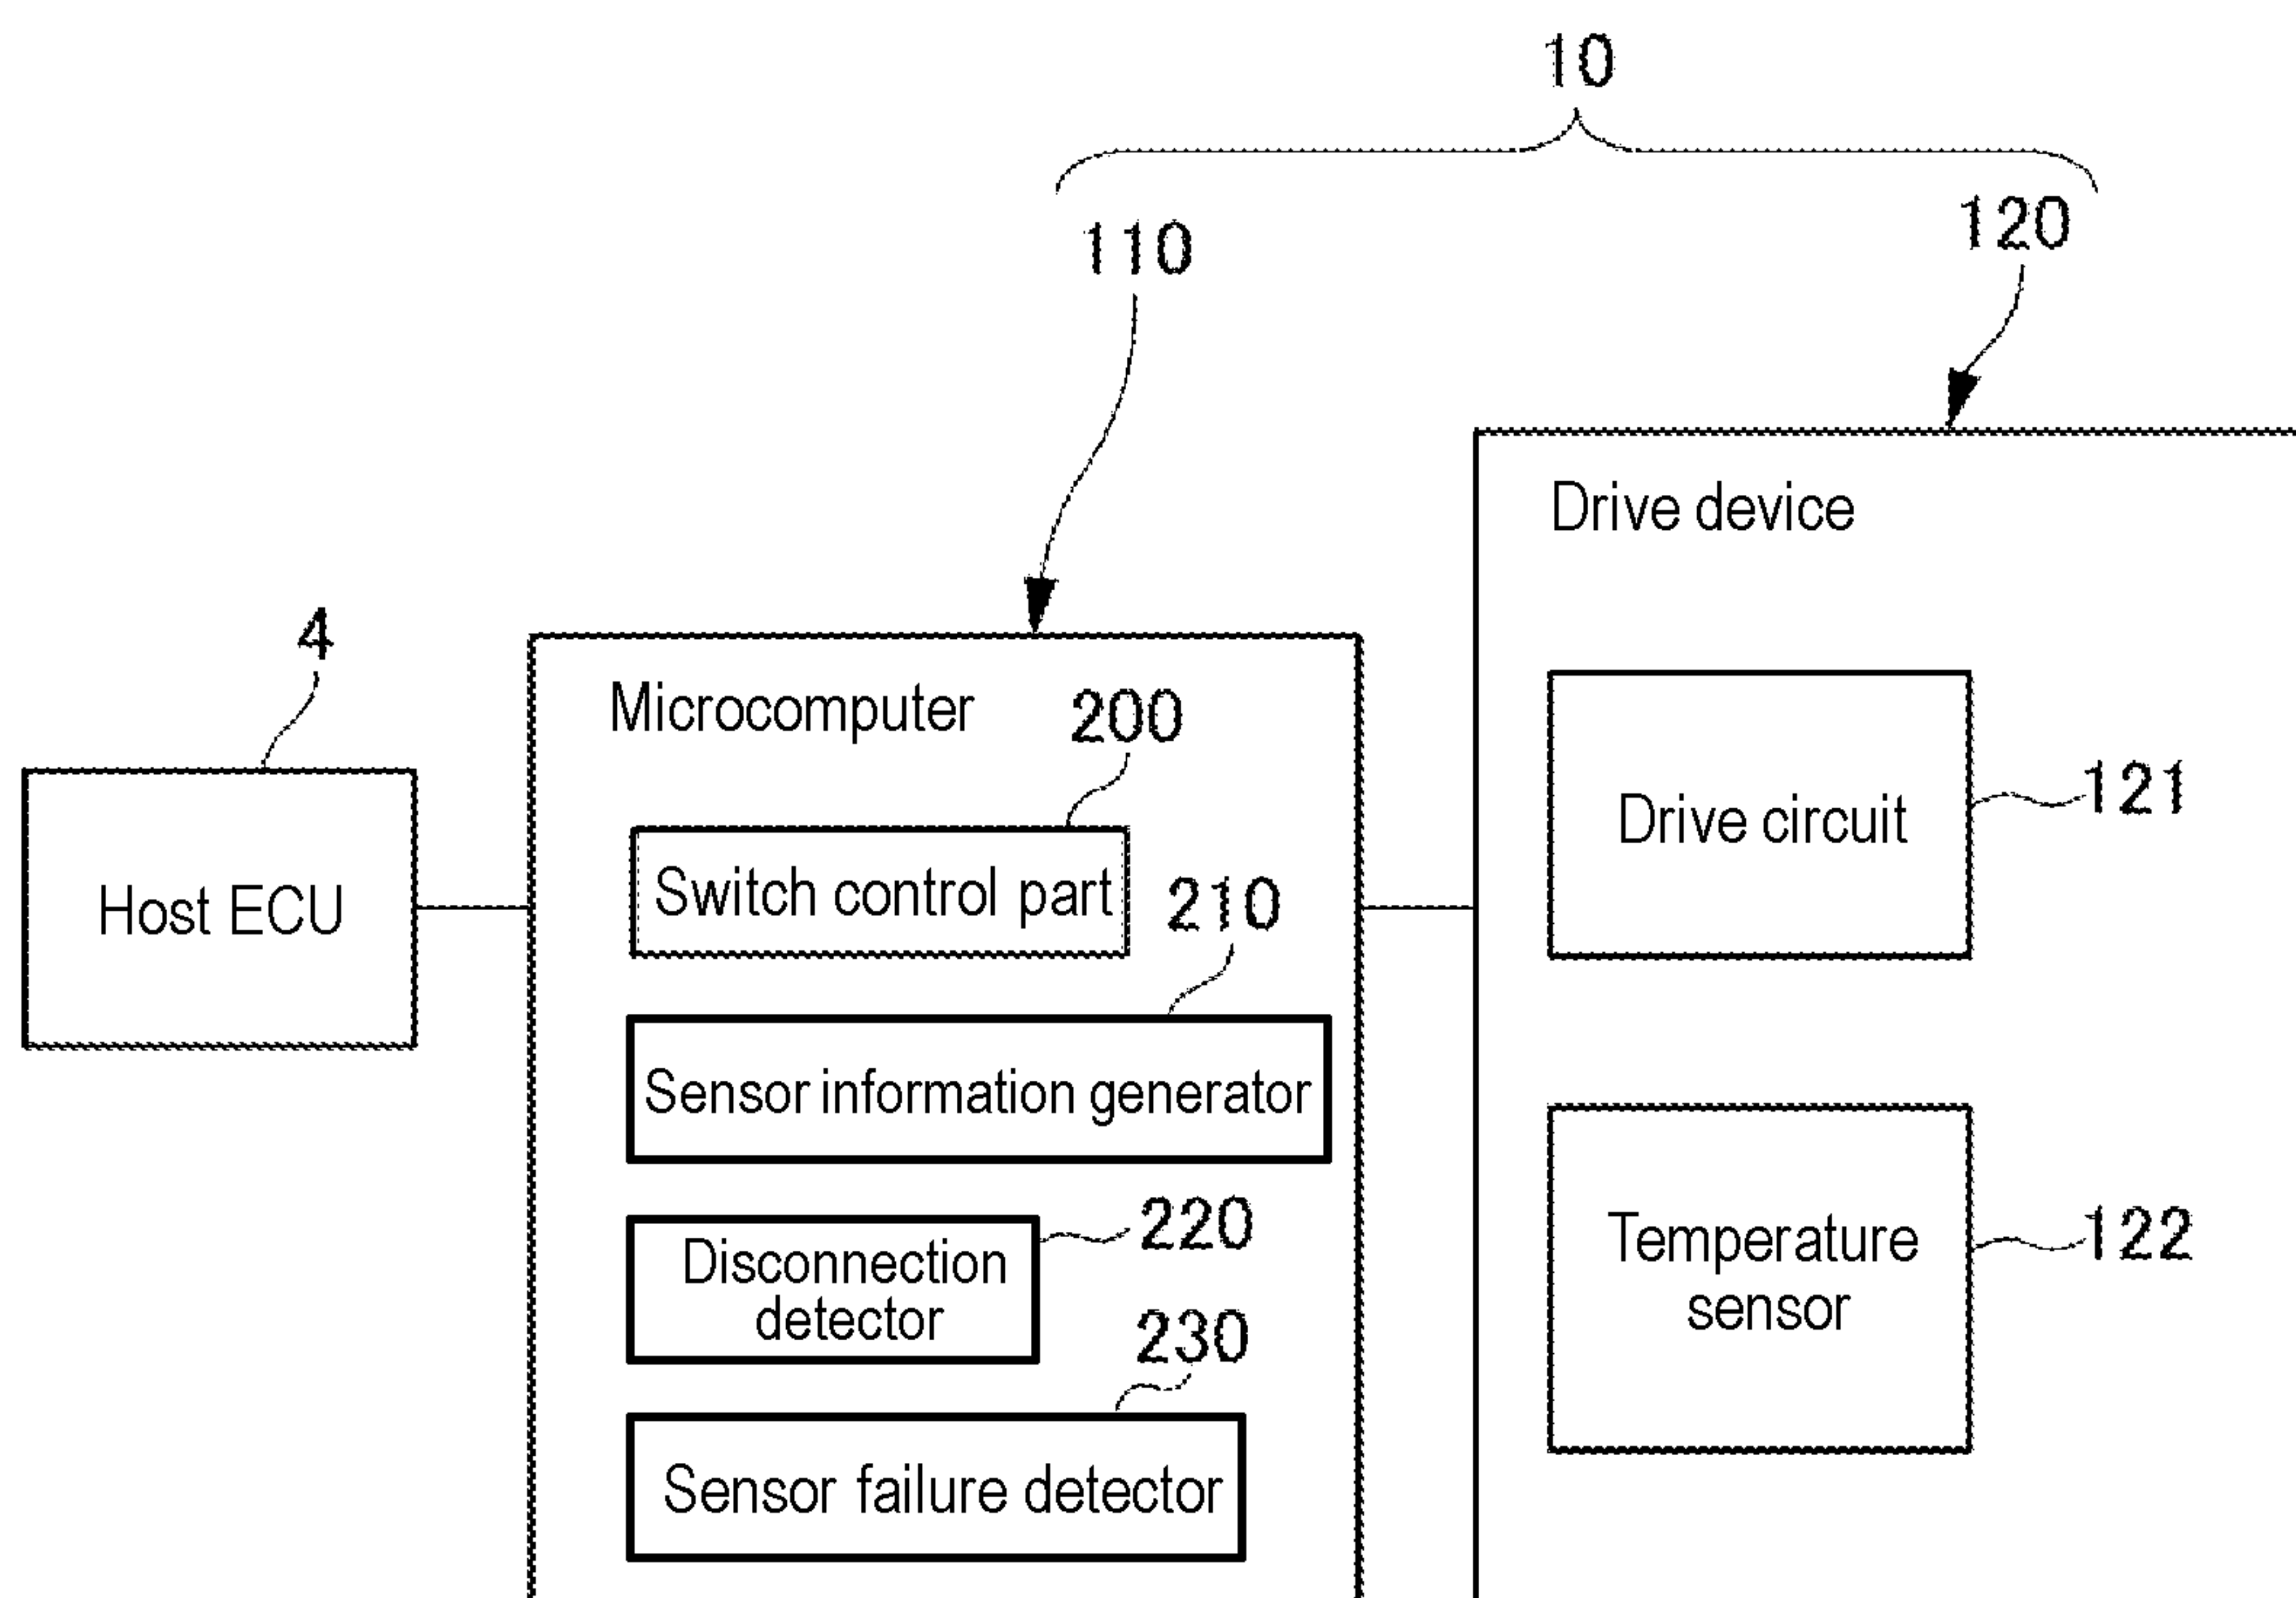 10
110
120
Drive device
4
Microcomputer
200
Host ECU
Switch control part
210
Drive circuit
121
Sensor information generator
220
Disconnection
detector
Temperature
sensor
122
230
Sensor failure detector